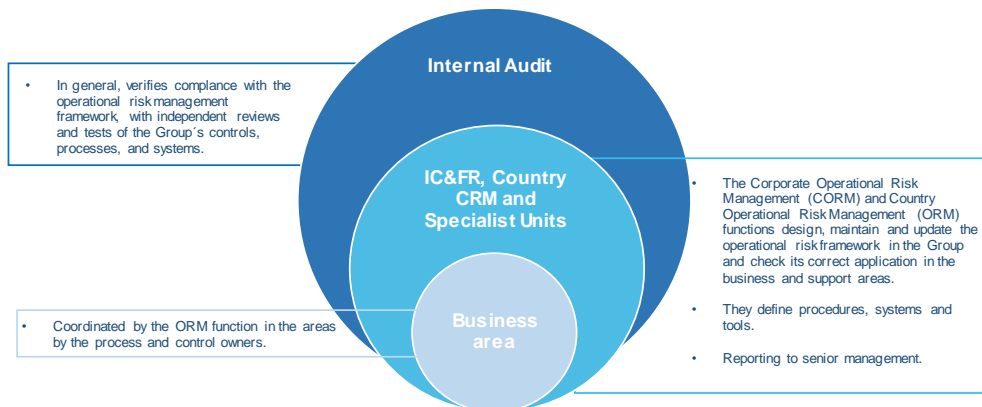 Internal Audit
• In general, verifies compliance with the
operational risk management
framework, with independent reviews
and tests of the Group´s controls,
processes, and systems.
IC&FR, Country
CRM and
Specialist Units
• The Corporate Operational Risk
Management (CORM) and Country
Operational Risk Management (ORM)
functions design, maintain and update the
operational risk framework in the Group
and check its correct application in the
business and support areas.
• They define procedures, systems and
tools.
• Reporting to senior management.
Business
area
• Coordinated by the ORM function in the areas
by the process and control owners.